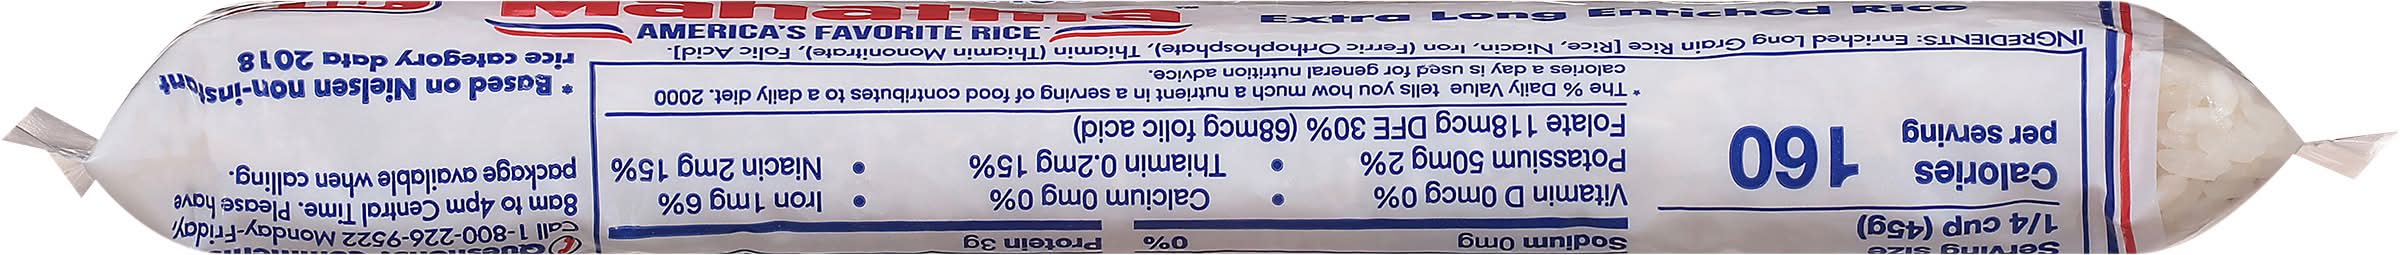 Mahatma™
AMERICA'S FAVORITE RICE*
Extra Long Enriched Rice
Serving size
1/4 cup (45g)
Calories
per serving
160
Sodium 0mg 0%
Protein 3g
Vitamin D 0mcg 0% • Calcium 0mg 0% • Iron 1mg 6%
Potassium 50mg 2% • Thiamin 0.2mg 15% • Niacin 2mg 15%
Folate 118mcg DFE 30% (68mcg folic acid)
* The % Daily Value tells you how much a nutrient in a serving of food contributes to a daily diet. 2000
calories a day is used for general nutrition advice.
INGREDIENTS: Enriched Long Grain Rice [Rice, Niacin, Iron (Ferric Orthophosphate), Thiamin (Thiamin Mononitrate), Folic Acid].
call 1-800-226-9522 Monday-Friday,
8am to 4pm Central Time. Please have
package available when calling.
* Based on Nielsen non-instant
rice category data 2018